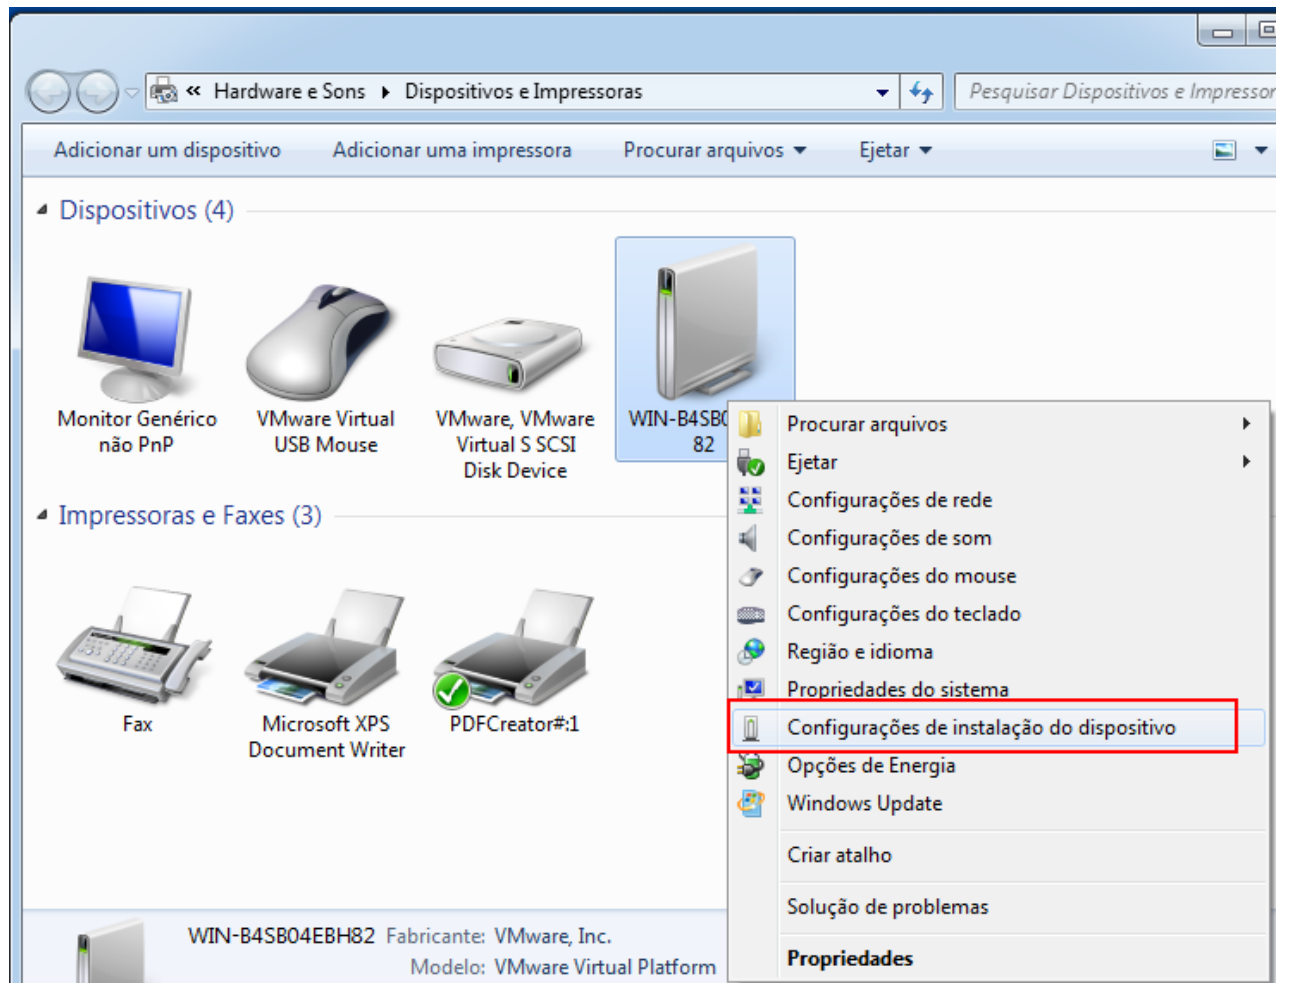 « Hardware e Sons ▸ Dispositivos e Impressoras
Pesquisar Dispositivos e Impressor
Adicionar um dispositivo Adicionar uma impressora Procurar arquivos Ejetar
Dispositivos (4)
Monitor Genérico
não PnP
VMware Virtual
USB Mouse
VMware, VMware
Virtual S SCSI
Disk Device
WIN-B4SB0
82
Impressoras e Faxes (3)
Fax
Microsoft XPS
Document Writer
PDFCreator#:1
Procurar arquivos
Ejetar
Configurações de rede
Configurações de som
Configurações do mouse
Configurações do teclado
Região e idioma
Propriedades do sistema
Configurações de instalação do dispositivo
Opções de Energia
Windows Update
Criar atalho
Solução de problemas
Propriedades
WIN-B4SB04EBH82 Fabricante: VMware, Inc.
Modelo: VMware Virtual Platform